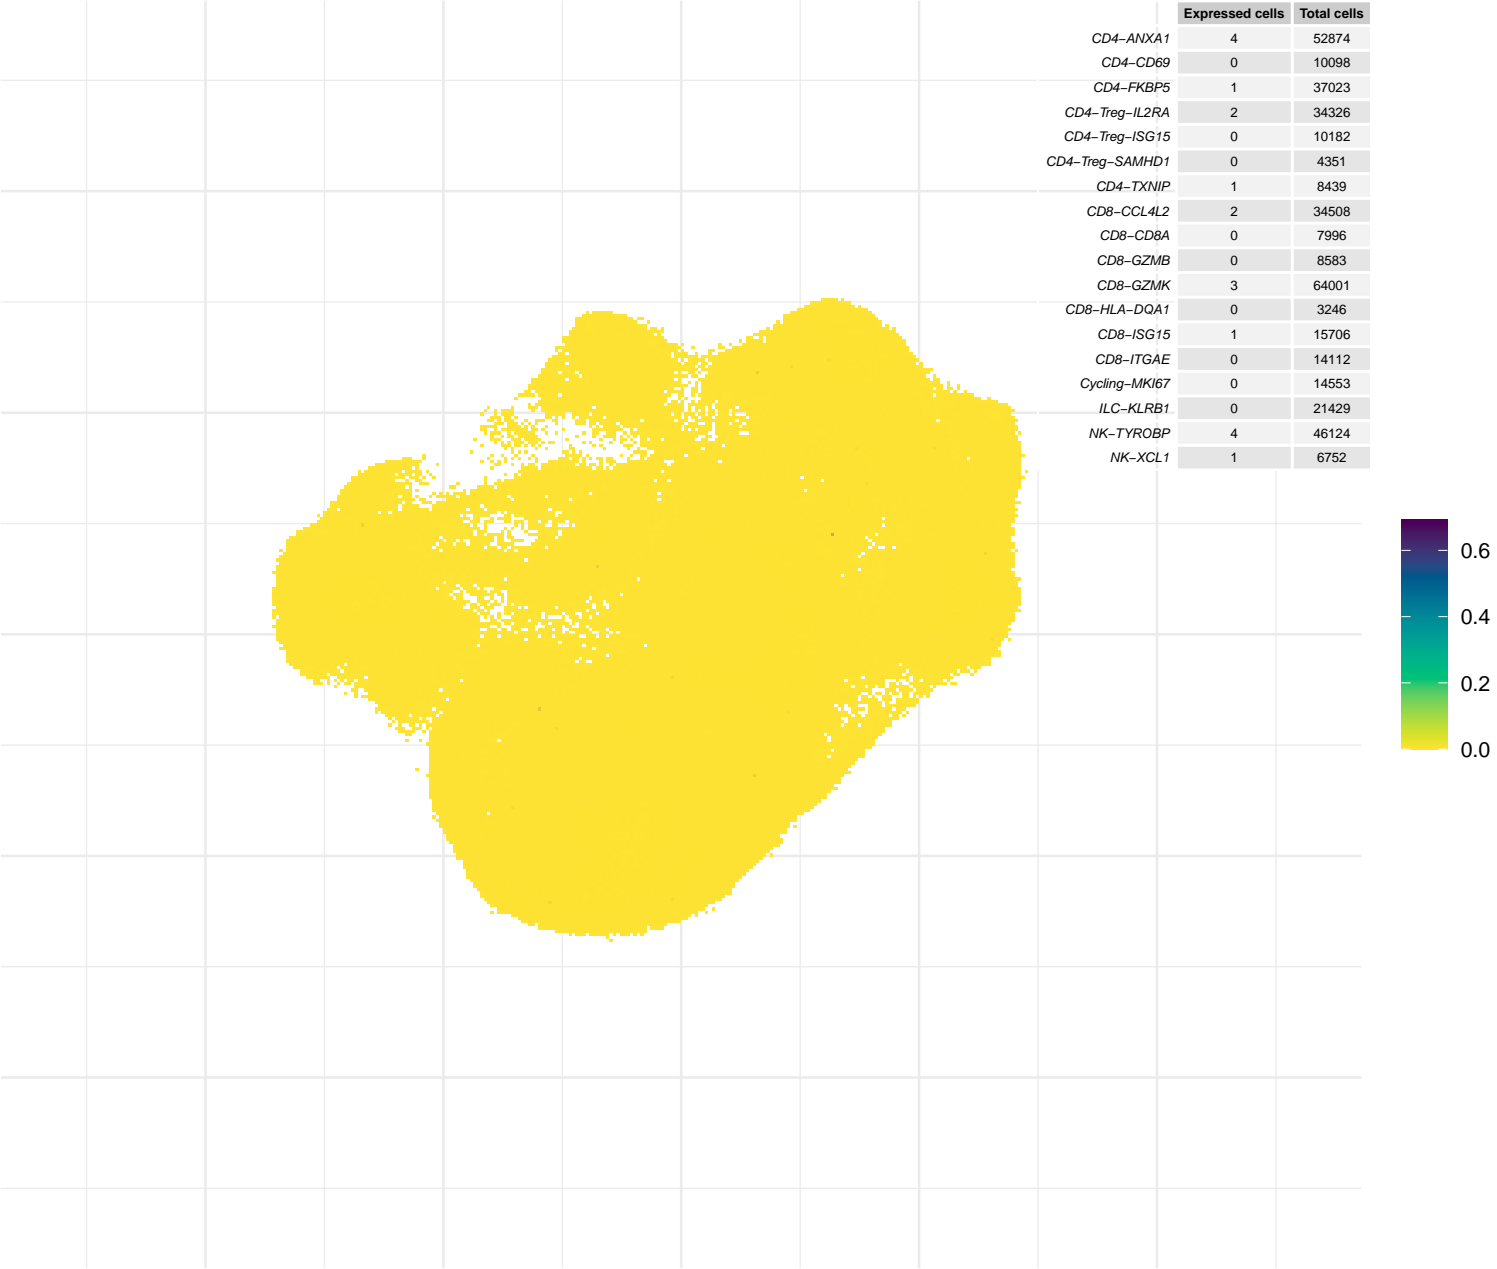 Expressed cells Total cells
CD4−ANXA1 4 52874
CD4−CD69 0 10098
CD4−FKBP5 1 37023
CD4−Treg−IL2RA 2 34326
CD4−Treg−ISG15 0 10182
CD4−Treg−SAMHD1 0 4351
CD4−TXNIP 1 8439
CD8−CCL4L2 2 34508
CD8−CD8A 0 7996
CD8−GZMB 0 8583
CD8−GZMK 3 64001
CD8−HLA−DQA1 0 3246
CD8−ISG15 1 15706
CD8−ITGAE 0 14112
Cycling−MKI67 0 14553
ILC−KLRB1 0 21429
NK−TYROBP 4 46124
NK−XCL1 1 6752
0.6
0.4
0.2
0.0